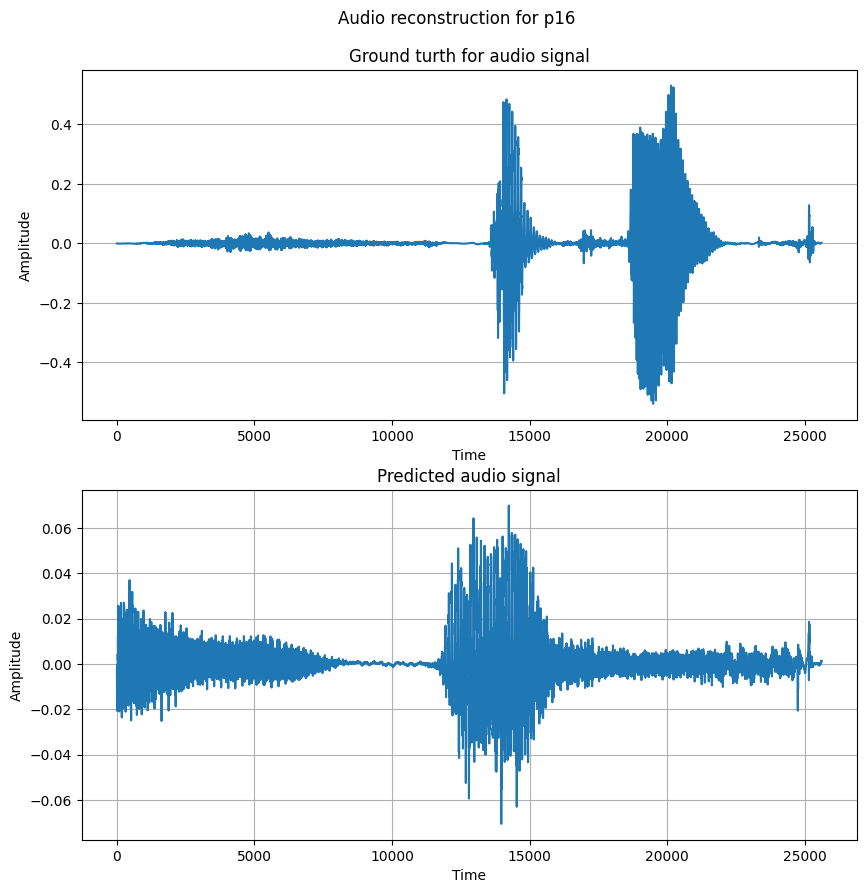 Audio reconstruction for p16
Ground turth for audio signal
0.4
0.2
0.0
−0.2
−0.4
Amplitude
0 5000 10000 15000 20000 25000
Time
Predicted audio signal
0.06
0.04
0.02
0.00
−0.02
−0.04
−0.06
Amplitude
0 5000 10000 15000 20000 25000
Time